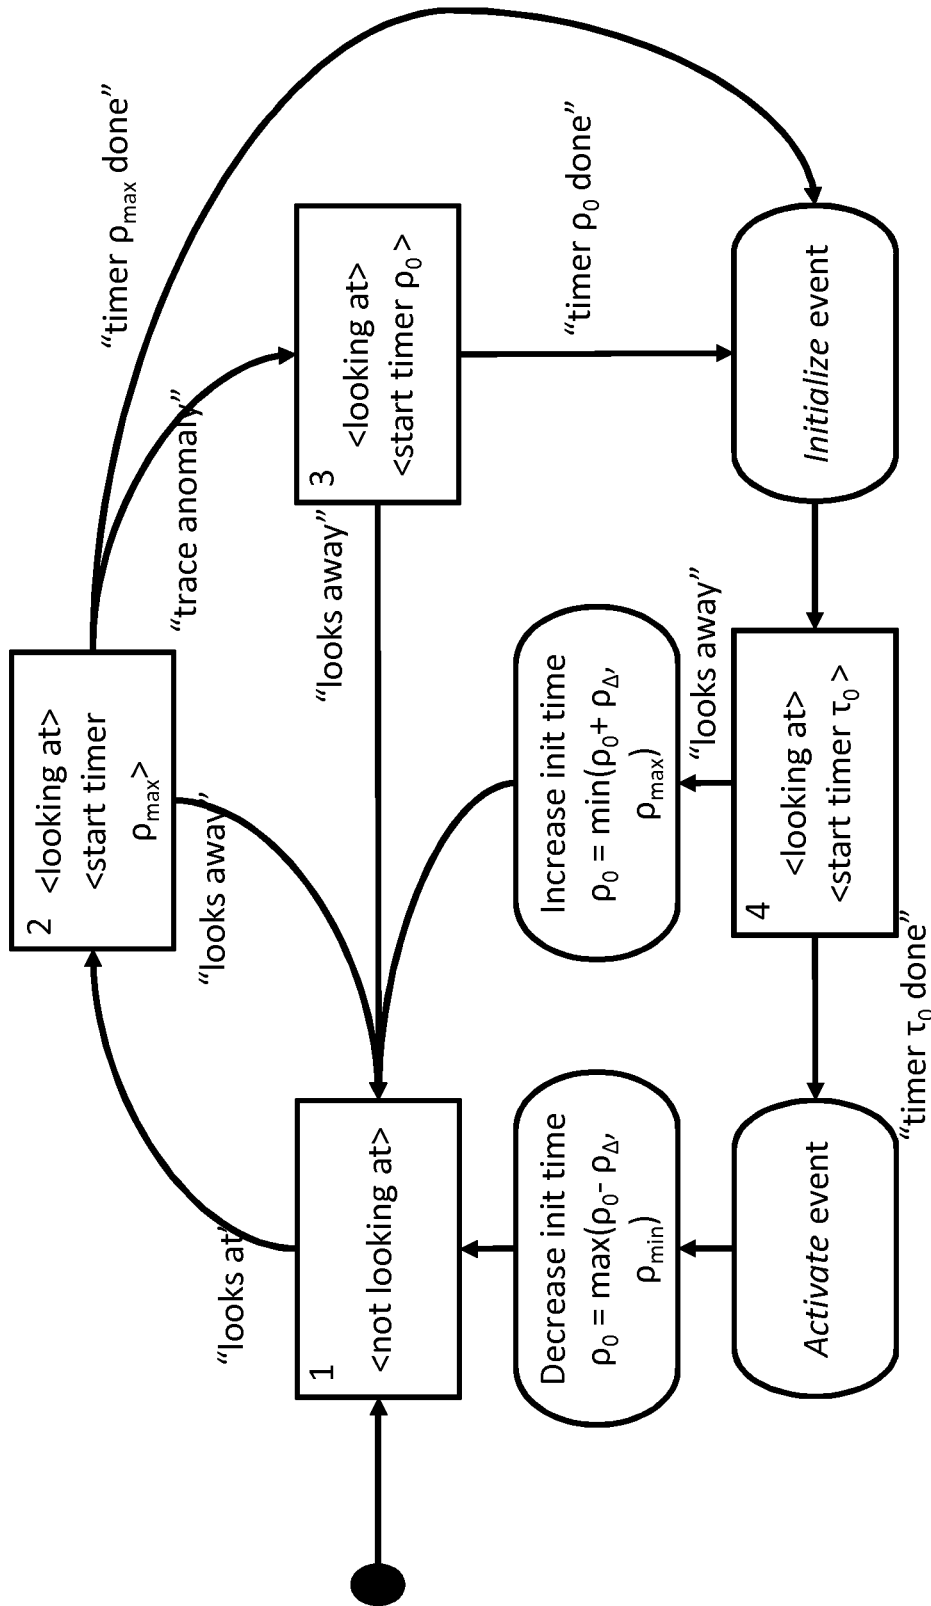 “looks at”
2 <looking at>
<start timer
ρmax>
“timer ρmax done”
“trace anomaly”
“looks away”
1
<not looking at>
“looks away”
3
<looking at>
<start timer ρ0 >
“timer ρ0 done”
Decrease init time
ρ0 = max(ρ0- ρΔ,
ρmin)
Increase init time
ρ0 = min(ρ0+ ρΔ,
ρmax)
“looks away”
Activate event
“timer τ0 done”
4
<looking at>
<start timer τ0 >
Initialize event